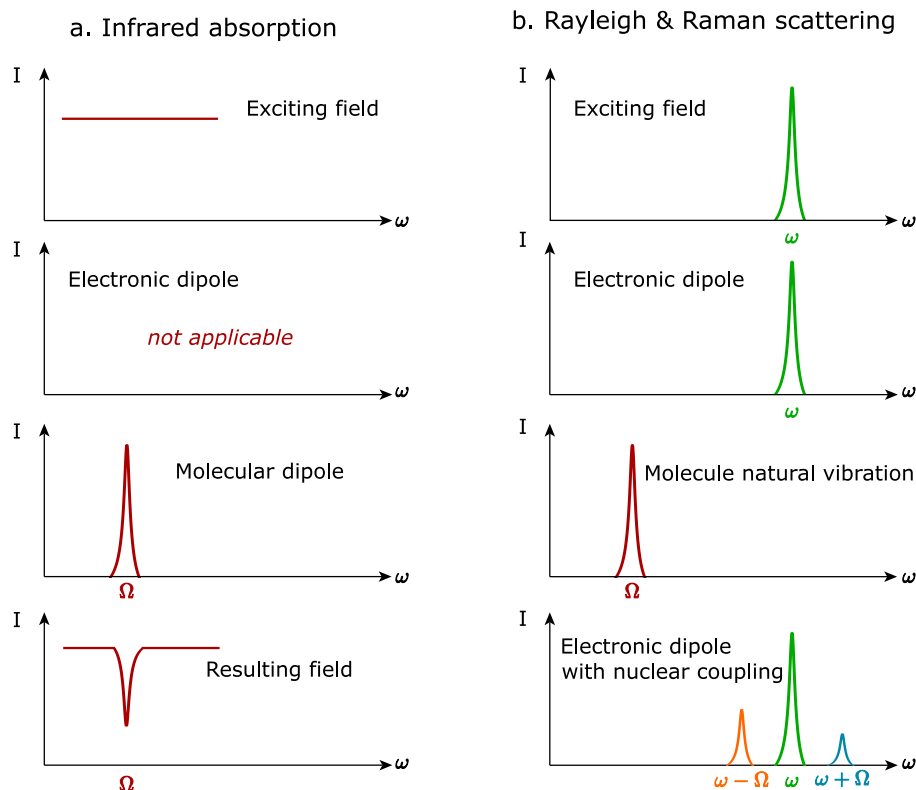 a. Infrared absorption
I
Exciting field
ω
I
Electronic dipole
not applicable
ω
I
Molecular dipole
ω
Ω
I
Resulting field
ω
Ω
b. Rayleigh & Raman scattering
I
Exciting field
ω
ω
I
Electronic dipole
ω
ω
I
Molecule natural vibration
ω
Ω
I
Electronic dipole
with nuclear coupling
ω
ω − Ω
ω
ω + Ω